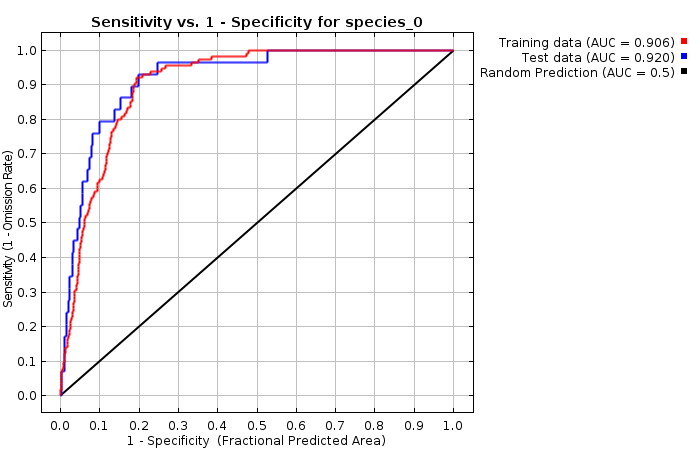 Sensitivity vs. 1 - Specificity for species_0
Training data (AUC = 0.906)
Test data (AUC = 0.920)
Random Prediction (AUC = 0.5)
Sensitivity (1 - Omission Rate)
1.0
0.9
0.8
0.7
0.6
0.5
0.4
0.3
0.2
0.1
0.0
0.0 0.1 0.2 0.3 0.4 0.5 0.6 0.7 0.8 0.9 1.0
1 - Specificity (Fractional Predicted Area)